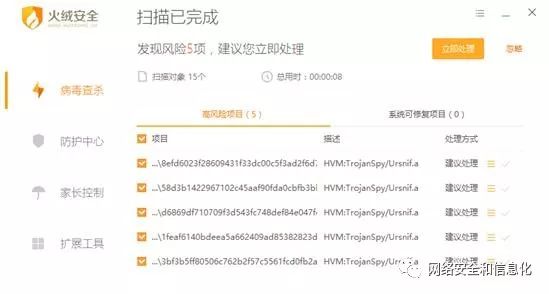 火绒安全
扫描已完成
发现风险5项，建议您立即处理
立即处理
忽略
扫描对象 15个
总用时：00:00:08
病毒查杀
防护中心
家长控制
扩展工具
高风险项目（5）
系统可修复项目（0）
项目
描述
处理方式
...\8efd6023f28609431f33dc00c5f3ad2f6d7
HVM:TrojanSpy/Ursnif.a
建议处理
...\58d3b1422967102c45aaf90fda0cbfb3bl
HVM:TrojanSpy/Ursnif.a
建议处理
...\d6869df710709f3d543fc748def84e047f
HVM:TrojanSpy/Ursnif.a
建议处理
...\1feaf6140bdeea5a662409ad85382823d
HVM:TrojanSpy/Ursnif.a
建议处理
...\3bf3b5ff80506c762b2f57c5561fcd0fb2a
HVM:TrojanSpy/Ursnif.a
建议处理
网络安全和信息化